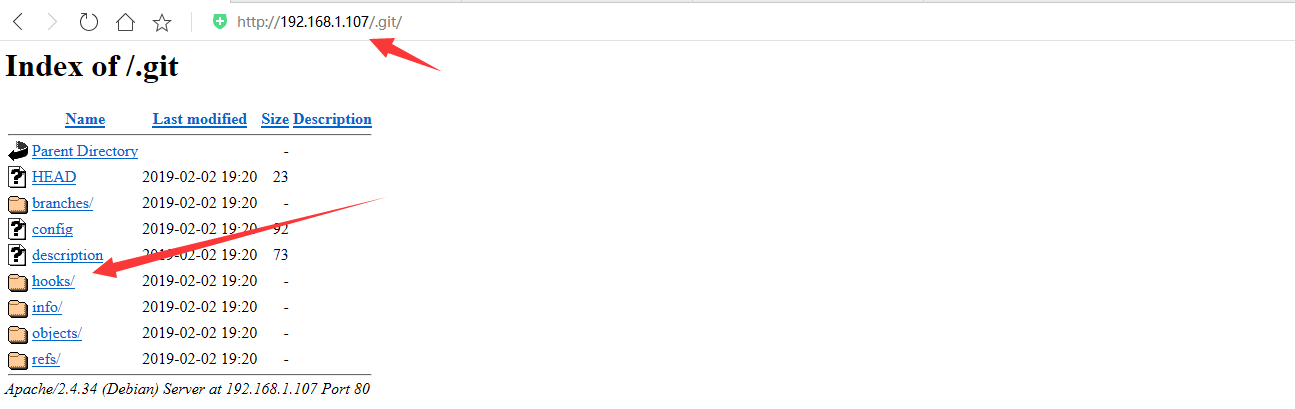 http://192.168.1.107/.git/
Index of /.git
Name Last modified Size Description
Parent Directory -
HEAD 2019-02-02 19:20 23
branches/ 2019-02-02 19:20 -
config 2019-02-02 19:20 92
description 2019-02-02 19:20 73
hooks/ 2019-02-02 19:20 -
info/ 2019-02-02 19:20 -
objects/ 2019-02-02 19:20 -
refs/ 2019-02-02 19:20 -
Apache/2.4.34 (Debian) Server at 192.168.1.107 Port 80